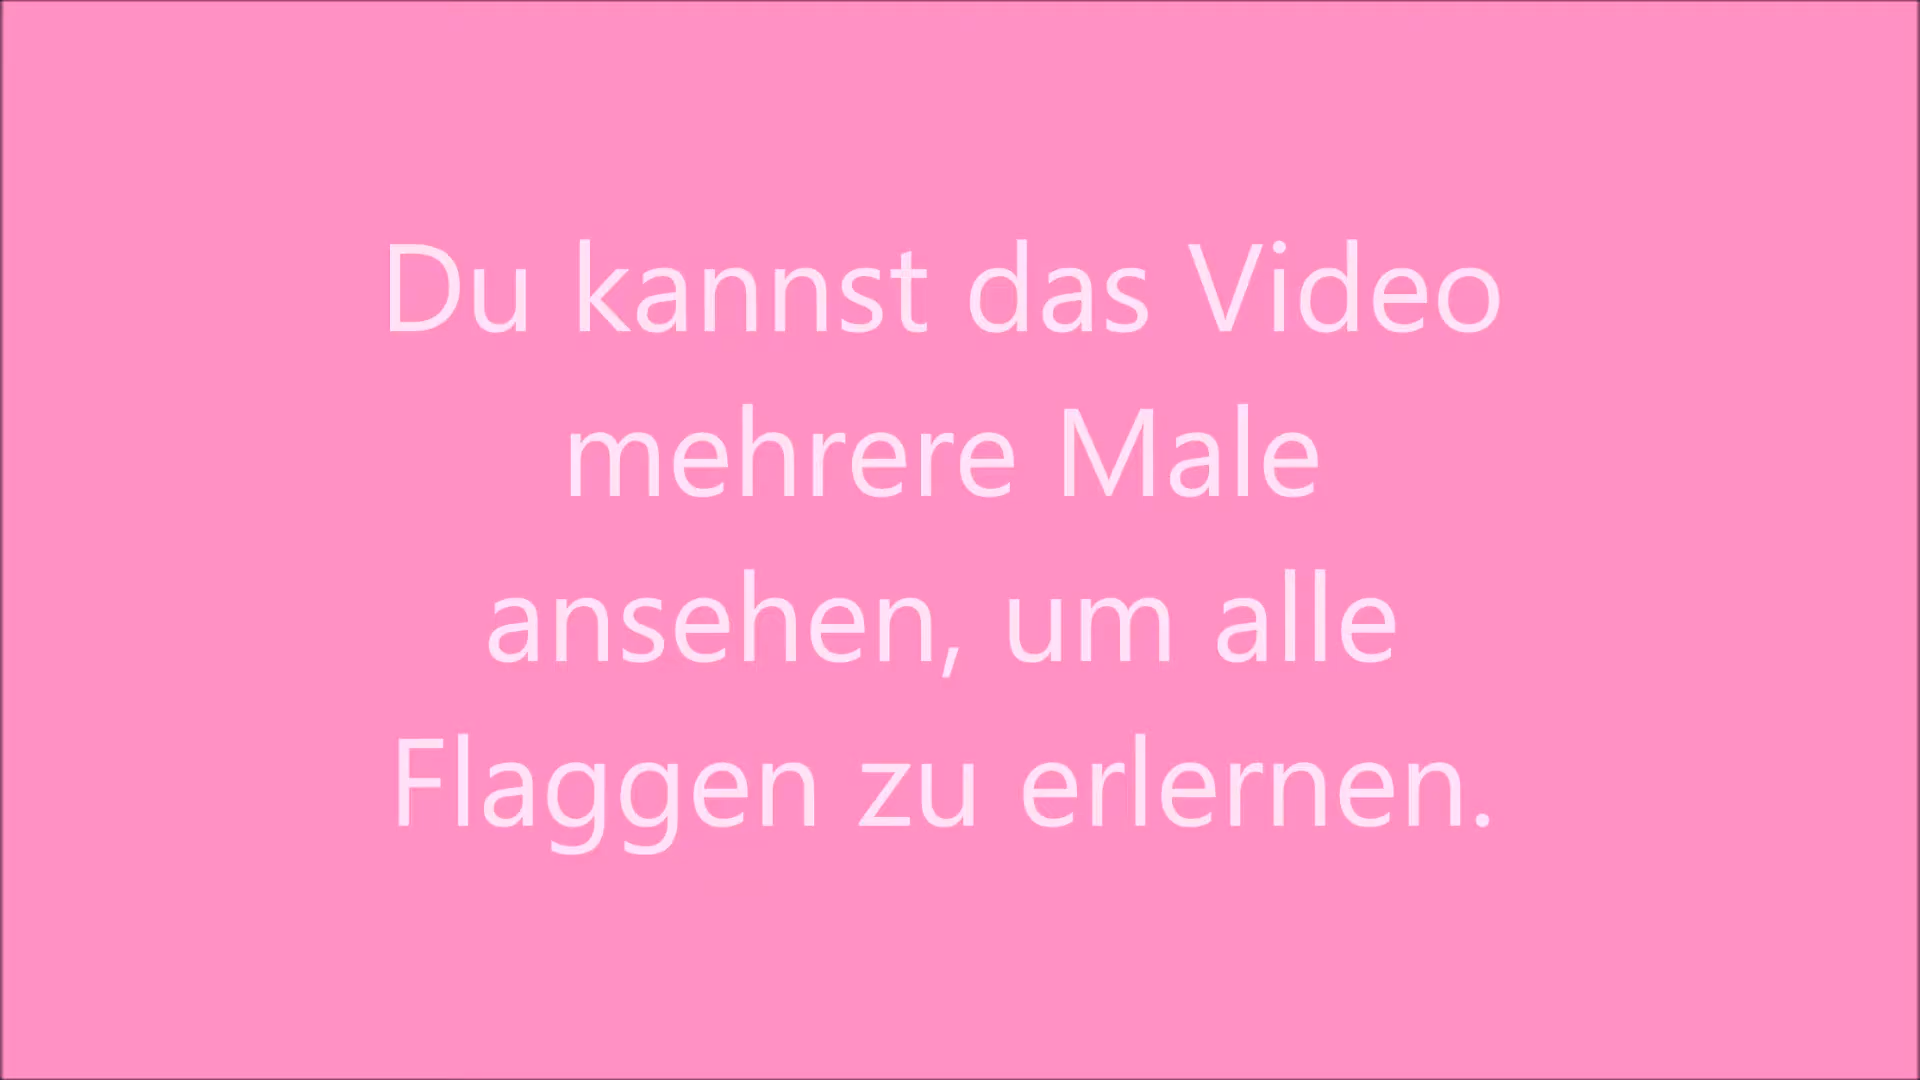 Du kannst das Video
mehrere Male
ansehen, um alle
Flaggen zu erlernen.